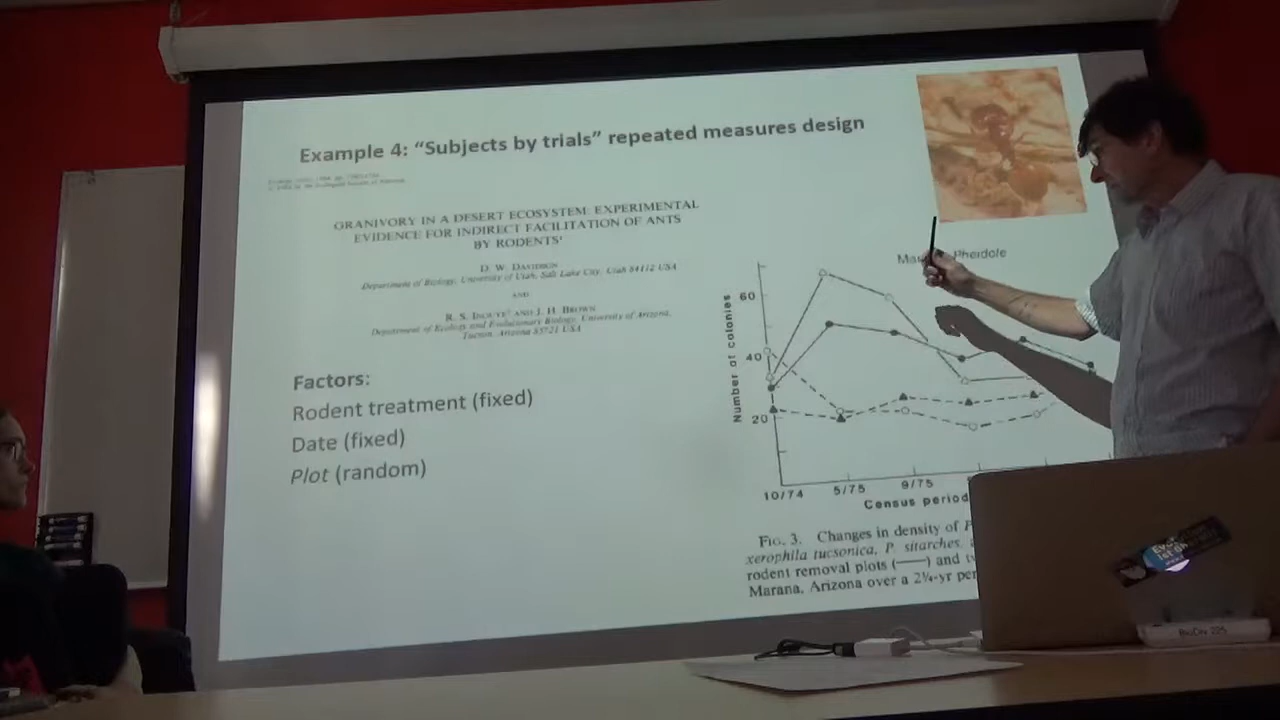 Example 4: "Subjects by trials" repeated measures design
GRANIVORY IN A DESERT ECOSYSTEM: EXPERIMENTAL
EVIDENCE FOR INDIRECT FACILITATION OF ANTS
BY RODENTS¹
D. W. DAVIDSON
Department of Biology, University of Utah, Salt Lake City, Utah 84112 USA
AND
R. S. INOUYE² AND J. H. BROWN
Department of Ecology and Evolutionary Biology, University of Arizona,
Tucson, Arizona 85721 USA
Factors:
Rodent treatment (fixed)
Date (fixed)
Plot (random)
Pheidole
Number of colonies
60
40
20
10/74
5/75
9/75
Census period
FIG. 3. Changes in density of P
xerophila tucsonica, P. sitarches,
rodent removal plots (——) and
Marana, Arizona over a 2¼-yr per